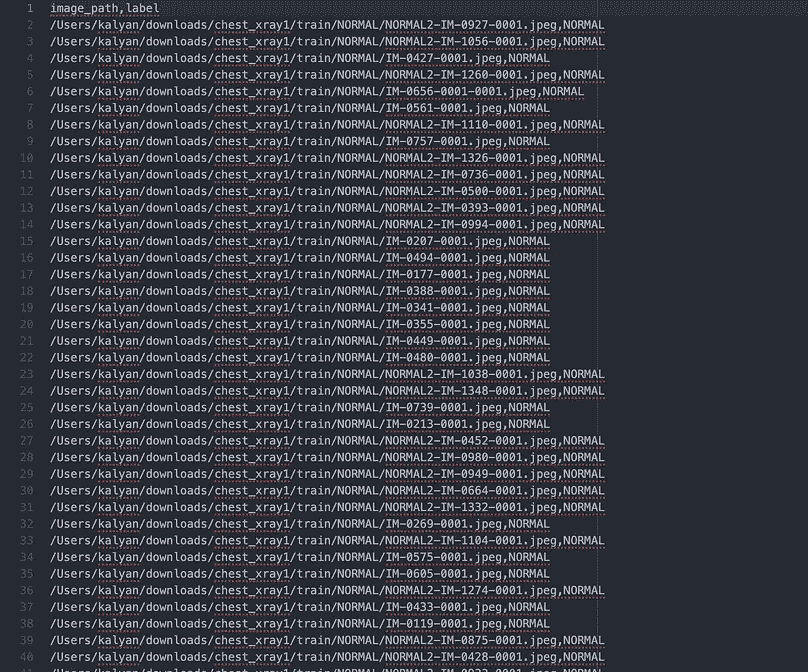 1 image_path,label
2 /Users/kalyan/downloads/chest_xray1/train/NORMAL/NORMAL2-IM-0927-0001.jpeg,NORMAL
3 /Users/kalyan/downloads/chest_xray1/train/NORMAL/NORMAL2-IM-1056-0001.jpeg,NORMAL
4 /Users/kalyan/downloads/chest_xray1/train/NORMAL/IM-0427-0001.jpeg,NORMAL
5 /Users/kalyan/downloads/chest_xray1/train/NORMAL/NORMAL2-IM-1260-0001.jpeg,NORMAL
6 /Users/kalyan/downloads/chest_xray1/train/NORMAL/IM-0656-0001-0001.jpeg,NORMAL
7 /Users/kalyan/downloads/chest_xray1/train/NORMAL/IM-0561-0001.jpeg,NORMAL
8 /Users/kalyan/downloads/chest_xray1/train/NORMAL/NORMAL2-IM-1110-0001.jpeg,NORMAL
9 /Users/kalyan/downloads/chest_xray1/train/NORMAL/IM-0757-0001.jpeg,NORMAL
10 /Users/kalyan/downloads/chest_xray1/train/NORMAL/NORMAL2-IM-1326-0001.jpeg,NORMAL
11 /Users/kalyan/downloads/chest_xray1/train/NORMAL/NORMAL2-IM-0736-0001.jpeg,NORMAL
12 /Users/kalyan/downloads/chest_xray1/train/NORMAL/NORMAL2-IM-0500-0001.jpeg,NORMAL
13 /Users/kalyan/downloads/chest_xray1/train/NORMAL/NORMAL2-IM-0393-0001.jpeg,NORMAL
14 /Users/kalyan/downloads/chest_xray1/train/NORMAL/NORMAL2-IM-0994-0001.jpeg,NORMAL
15 /Users/kalyan/downloads/chest_xray1/train/NORMAL/IM-0207-0001.jpeg,NORMAL
16 /Users/kalyan/downloads/chest_xray1/train/NORMAL/IM-0494-0001.jpeg,NORMAL
17 /Users/kalyan/downloads/chest_xray1/train/NORMAL/IM-0177-0001.jpeg,NORMAL
18 /Users/kalyan/downloads/chest_xray1/train/NORMAL/IM-0388-0001.jpeg,NORMAL
19 /Users/kalyan/downloads/chest_xray1/train/NORMAL/IM-0341-0001.jpeg,NORMAL
20 /Users/kalyan/downloads/chest_xray1/train/NORMAL/IM-0355-0001.jpeg,NORMAL
21 /Users/kalyan/downloads/chest_xray1/train/NORMAL/IM-0449-0001.jpeg,NORMAL
22 /Users/kalyan/downloads/chest_xray1/train/NORMAL/IM-0480-0001.jpeg,NORMAL
23 /Users/kalyan/downloads/chest_xray1/train/NORMAL/NORMAL2-IM-1038-0001.jpeg,NORMAL
24 /Users/kalyan/downloads/chest_xray1/train/NORMAL/NORMAL2-IM-1348-0001.jpeg,NORMAL
25 /Users/kalyan/downloads/chest_xray1/train/NORMAL/IM-0739-0001.jpeg,NORMAL
26 /Users/kalyan/downloads/chest_xray1/train/NORMAL/IM-0213-0001.jpeg,NORMAL
27 /Users/kalyan/downloads/chest_xray1/train/NORMAL/NORMAL2-IM-0452-0001.jpeg,NORMAL
28 /Users/kalyan/downloads/chest_xray1/train/NORMAL/NORMAL2-IM-0980-0001.jpeg,NORMAL
29 /Users/kalyan/downloads/chest_xray1/train/NORMAL/NORMAL2-IM-0949-0001.jpeg,NORMAL
30 /Users/kalyan/downloads/chest_xray1/train/NORMAL/NORMAL2-IM-0664-0001.jpeg,NORMAL
31 /Users/kalyan/downloads/chest_xray1/train/NORMAL/NORMAL2-IM-1332-0001.jpeg,NORMAL
32 /Users/kalyan/downloads/chest_xray1/train/NORMAL/IM-0269-0001.jpeg,NORMAL
33 /Users/kalyan/downloads/chest_xray1/train/NORMAL/NORMAL2-IM-1104-0001.jpeg,NORMAL
34 /Users/kalyan/downloads/chest_xray1/train/NORMAL/IM-0575-0001.jpeg,NORMAL
35 /Users/kalyan/downloads/chest_xray1/train/NORMAL/IM-0605-0001.jpeg,NORMAL
36 /Users/kalyan/downloads/chest_xray1/train/NORMAL/NORMAL2-IM-1274-0001.jpeg,NORMAL
37 /Users/kalyan/downloads/chest_xray1/train/NORMAL/IM-0433-0001.jpeg,NORMAL
38 /Users/kalyan/downloads/chest_xray1/train/NORMAL/IM-0119-0001.jpeg,NORMAL
39 /Users/kalyan/downloads/chest_xray1/train/NORMAL/NORMAL2-IM-0875-0001.jpeg,NORMAL
40 /Users/kalyan/downloads/chest_xray1/train/NORMAL/NORMAL2-IM-0428-0001.jpeg,NORMAL